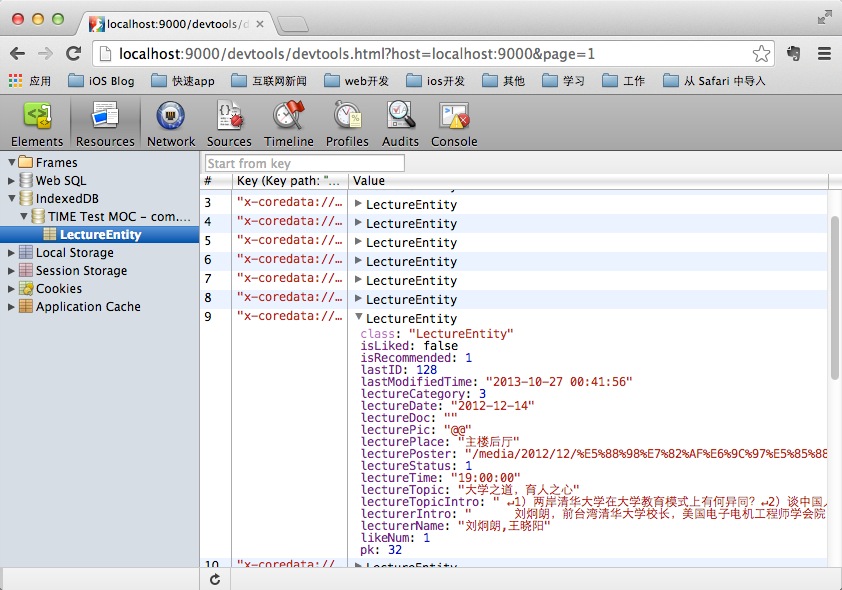 localhost:9000/devtools/d
localhost:9000/devtools/devtools.html?host=localhost:9000&page=1
应用 iOS Blog 快速app 互联网新闻 web开发 ios开发 其他 学习 工作 从 Safari 中导入
Elements Resources Network Sources Timeline Profiles Audits Console
Frames
Web SQL
IndexedDB
TIME Test MOC – com....
LectureEntity
Local Storage
Session Storage
Cookies
Application Cache
Start from key
# Key (Key path: "... Value
3 "x-coredata://… LectureEntity
4 "x-coredata://… LectureEntity
5 "x-coredata://… LectureEntity
6 "x-coredata://… LectureEntity
7 "x-coredata://… LectureEntity
8 "x-coredata://… LectureEntity
9 "x-coredata://… LectureEntity
class: "LectureEntity"
isLiked: false
isRecommended: 1
lastID: 128
lastModifiedTime: "2013-10-27 00:41:56"
lectureCategory: 3
lectureDate: "2012-12-14"
lectureDoc: ""
lecturePic: "@@"
lecturePlace: "主楼后厅"
lecturePoster: "/media/2012/12/%E5%88%98%E7%82%AF%E6%9C%97%E5%85%88
lectureStatus: 1
lectureTime: "19:00:00"
lectureTopic: "大学之道，育人之心"
lectureTopicIntro: " ↵1）两岸清华大学在大学教育模式上有何异同？↵2）谈中国
lecturerIntro: " 刘炯朗，前台湾清华大学校长，美国电子电机工程师学会院
lecturerName: "刘炯朗,王晓阳"
likeNum: 1
pk: 32
10 "x-coredata://… LectureEntity